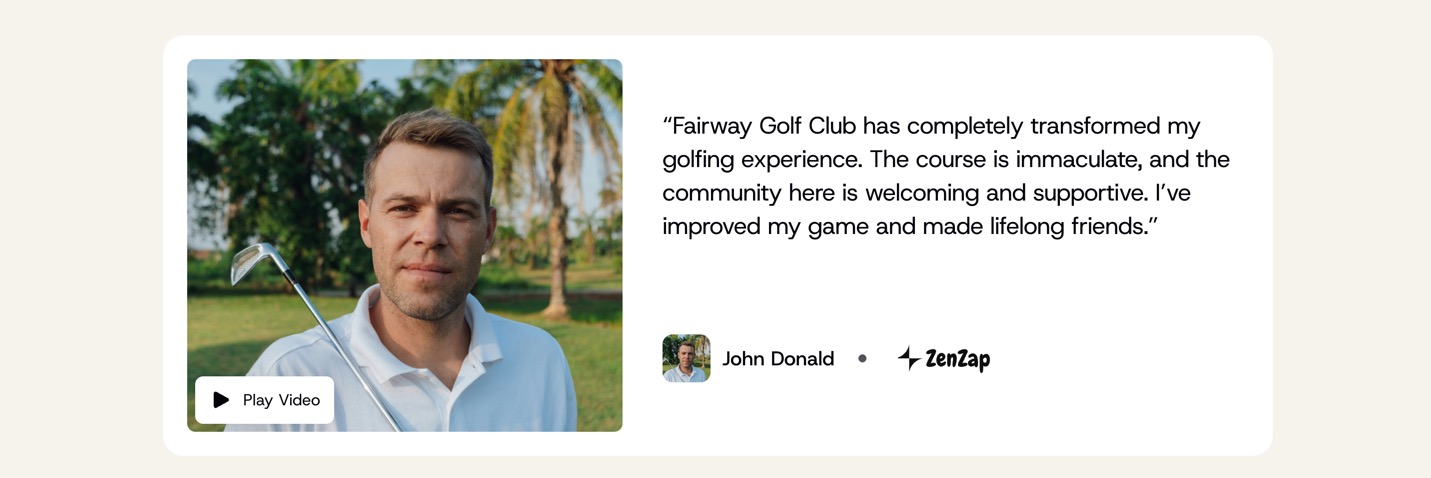 “Fairway Golf Club has completely transformed my
golfing experience. The course is immaculate, and the
community here is welcoming and supportive. I’ve
improved my game and made lifelong friends.”
John Donald
ZenZap
Play Video